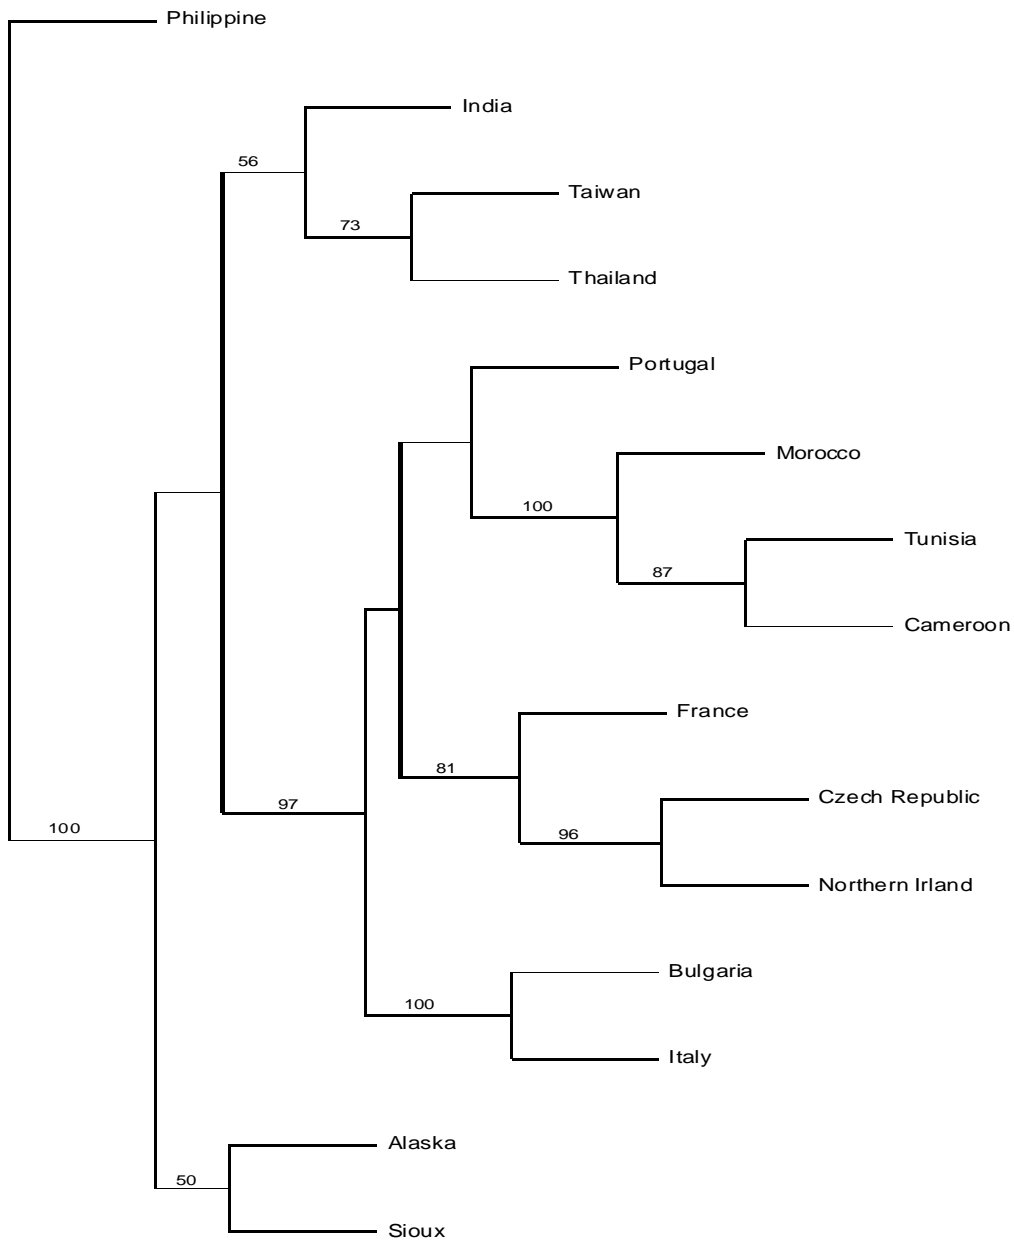 Philippine
India
56
Taiwan
73
Thailand
Portugal
Morocco
100
Tunisia
87
Cameroon
France
81
Czech Republic
97
100
96
Northern Irland
Bulgaria
100
Italy
Alaska
50
Sioux